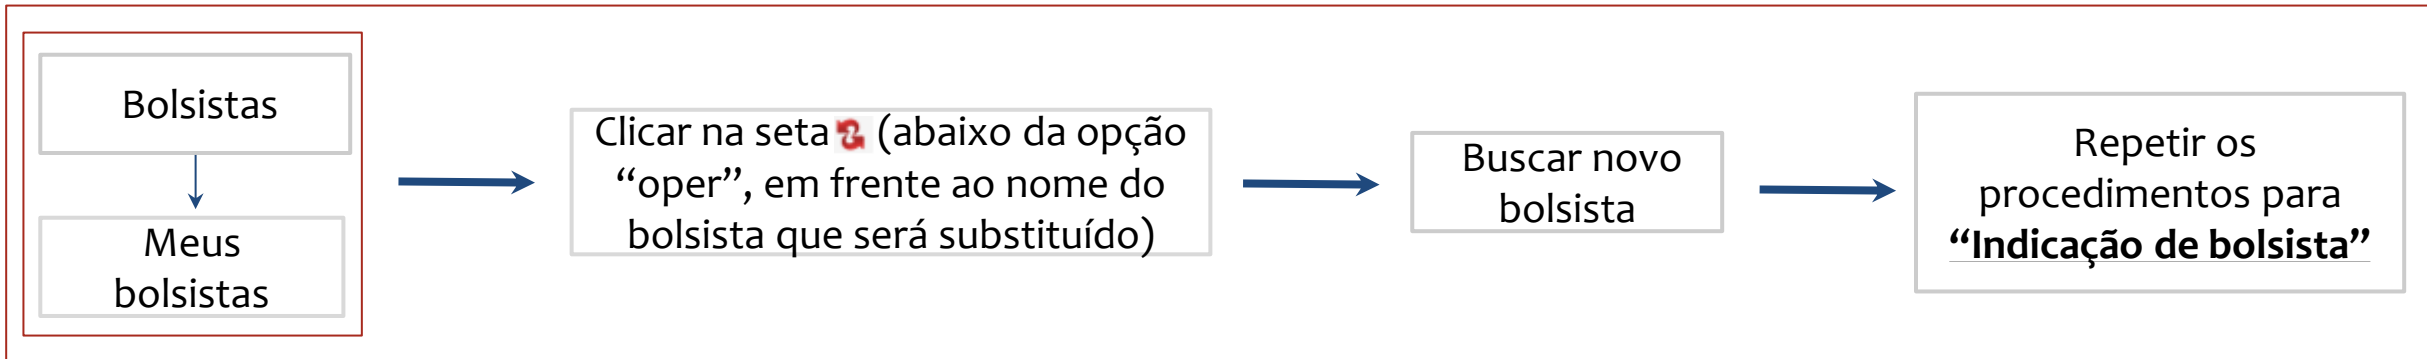 Bolsistas
Meus
bolsistas
Clicar na seta (abaixo da opção
“oper”, em frente ao nome do
bolsista que será substituído)
Buscar novo
bolsista
Repetir os
procedimentos para
“Indicação de bolsista”